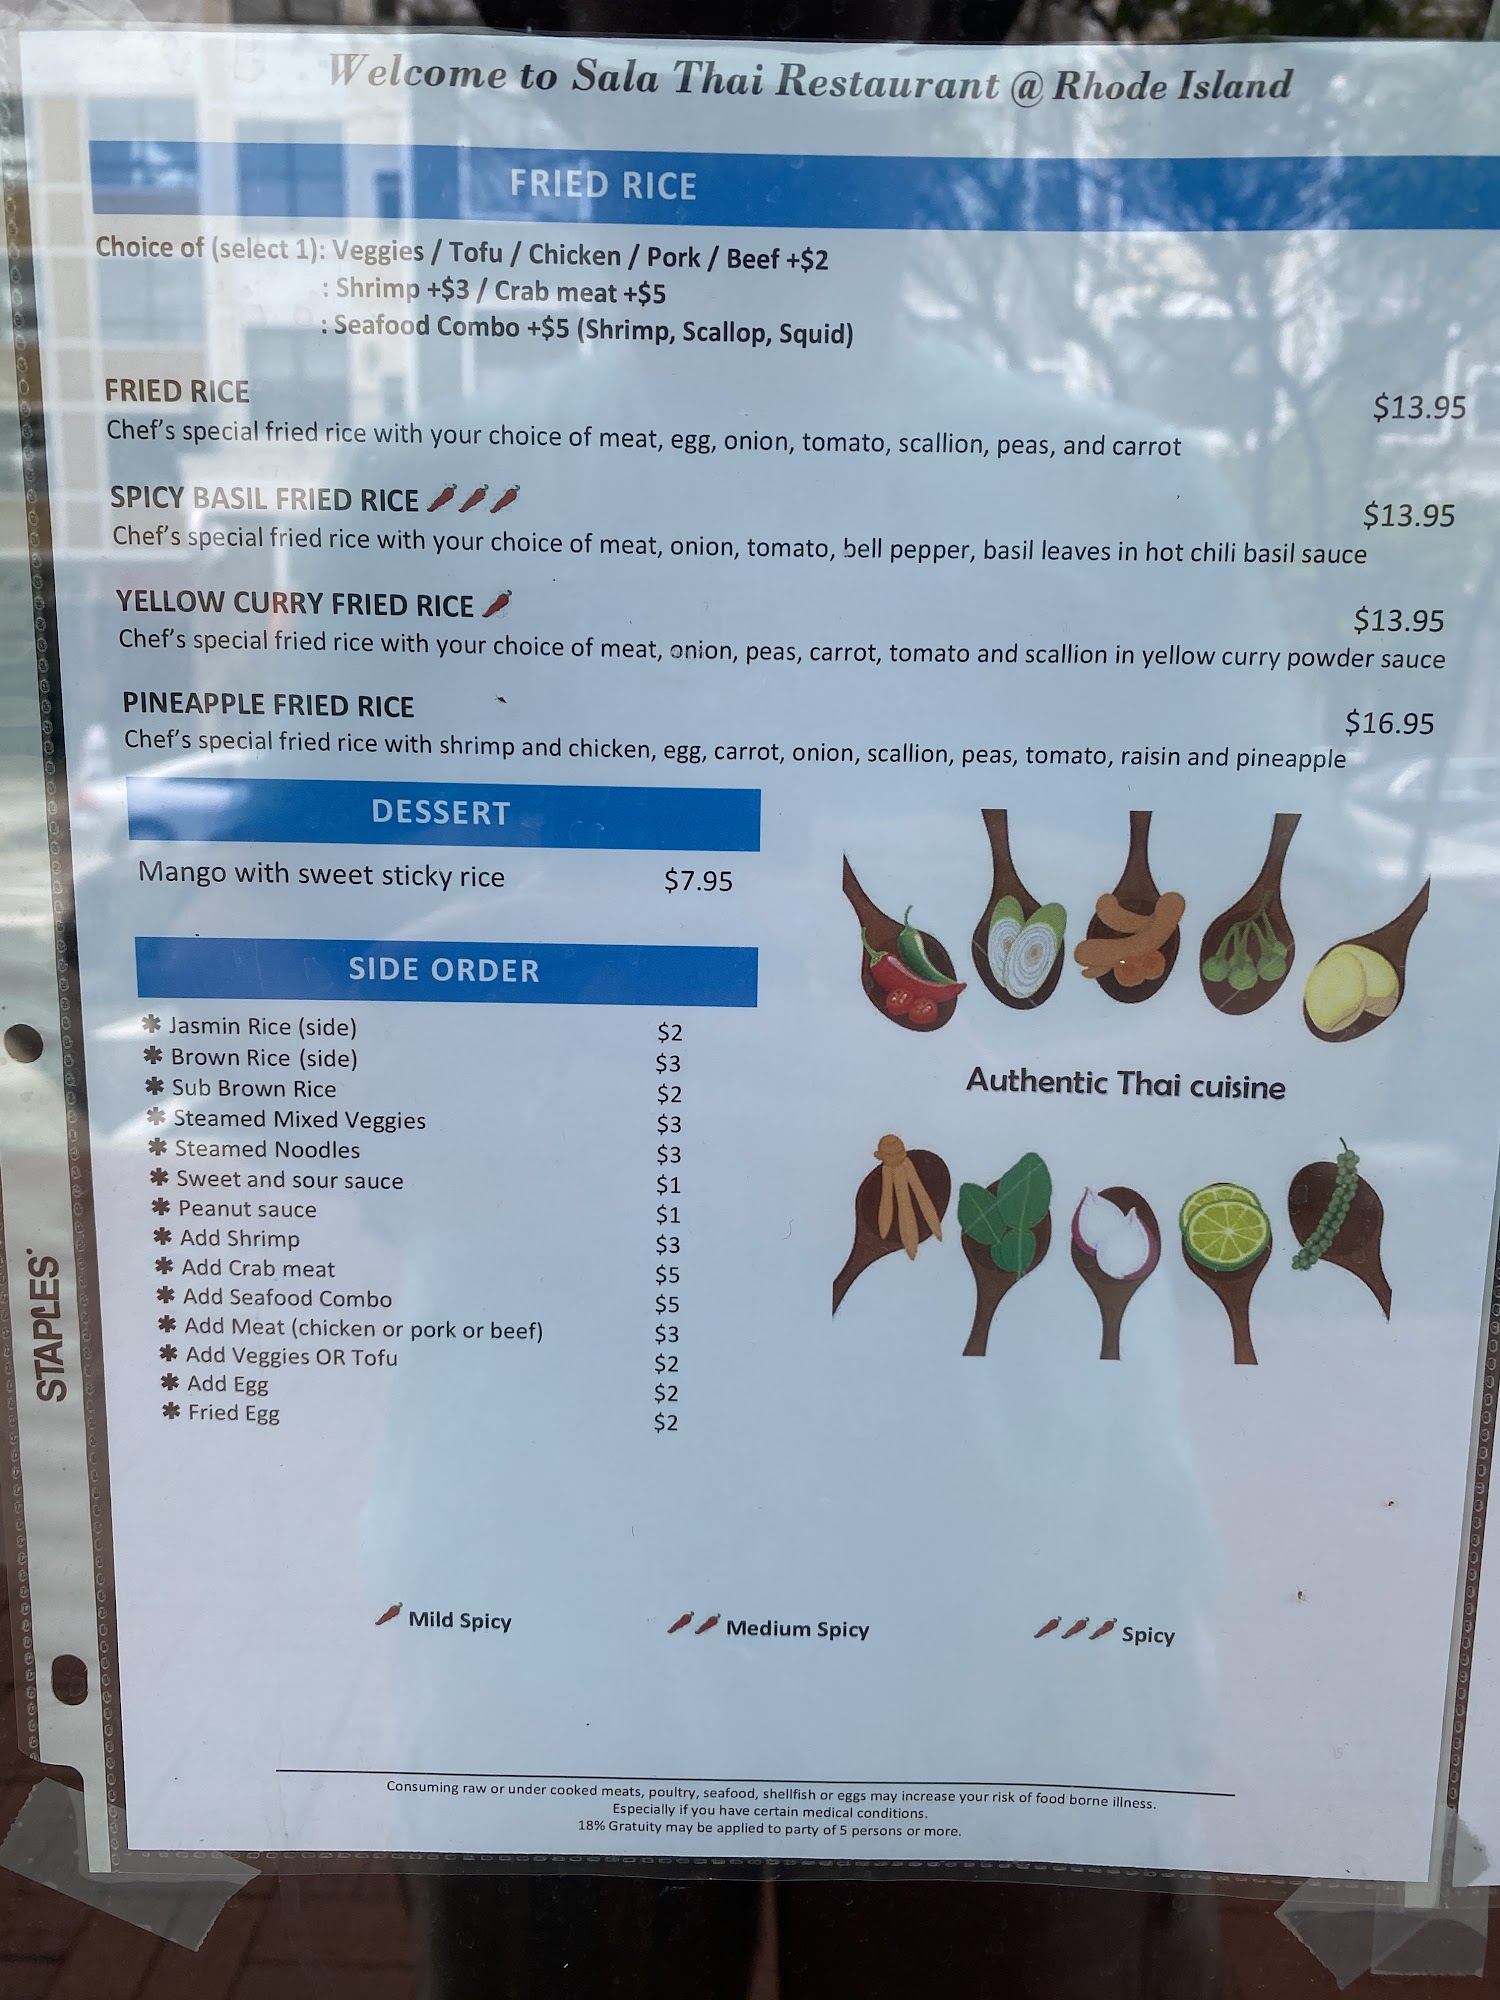 Welcome to Sala Thai Restaurant @ Rhode Island
FRIED RICE
Choice of (select 1): Veggies / Tofu / Chicken / Pork / Beef +$2
: Shrimp +$3 / Crab meat +$5
: Seafood Combo +$5 (Shrimp, Scallop, Squid)
FRIED RICE $13.95
Chef's special fried rice with your choice of meat, egg, onion, tomato, scallion, peas, and carrot
SPICY BASIL FRIED RICE $13.95
Chef's special fried rice with your choice of meat, onion, tomato, bell pepper, basil leaves in hot chili basil sauce
YELLOW CURRY FRIED RICE $13.95
Chef's special fried rice with your choice of meat, onion, peas, carrot, tomato and scallion in yellow curry powder sauce
PINEAPPLE FRIED RICE $16.95
Chef's special fried rice with shrimp and chicken, egg, carrot, onion, scallion, peas, tomato, raisin and pineapple
DESSERT
Mango with sweet sticky rice $7.95
SIDE ORDER
✱ Jasmin Rice (side) $2
✱ Brown Rice (side) $3
✱ Sub Brown Rice $2
✱ Steamed Mixed Veggies $3
✱ Steamed Noodles $3
✱ Sweet and sour sauce $1
✱ Peanut sauce $1
✱ Add Shrimp $3
✱ Add Crab meat $5
✱ Add Seafood Combo $5
✱ Add Meat (chicken or pork or beef) $3
✱ Add Veggies OR Tofu $2
✱ Add Egg $2
✱ Fried Egg $2
Authentic Thai cuisine
STAPLES
Mild Spicy Medium Spicy Spicy
Consuming raw or under cooked meats, poultry, seafood, shellfish or eggs may increase your risk of food borne illness.
Especially if you have certain medical conditions.
18% Gratuity may be applied to party of 5 persons or more.